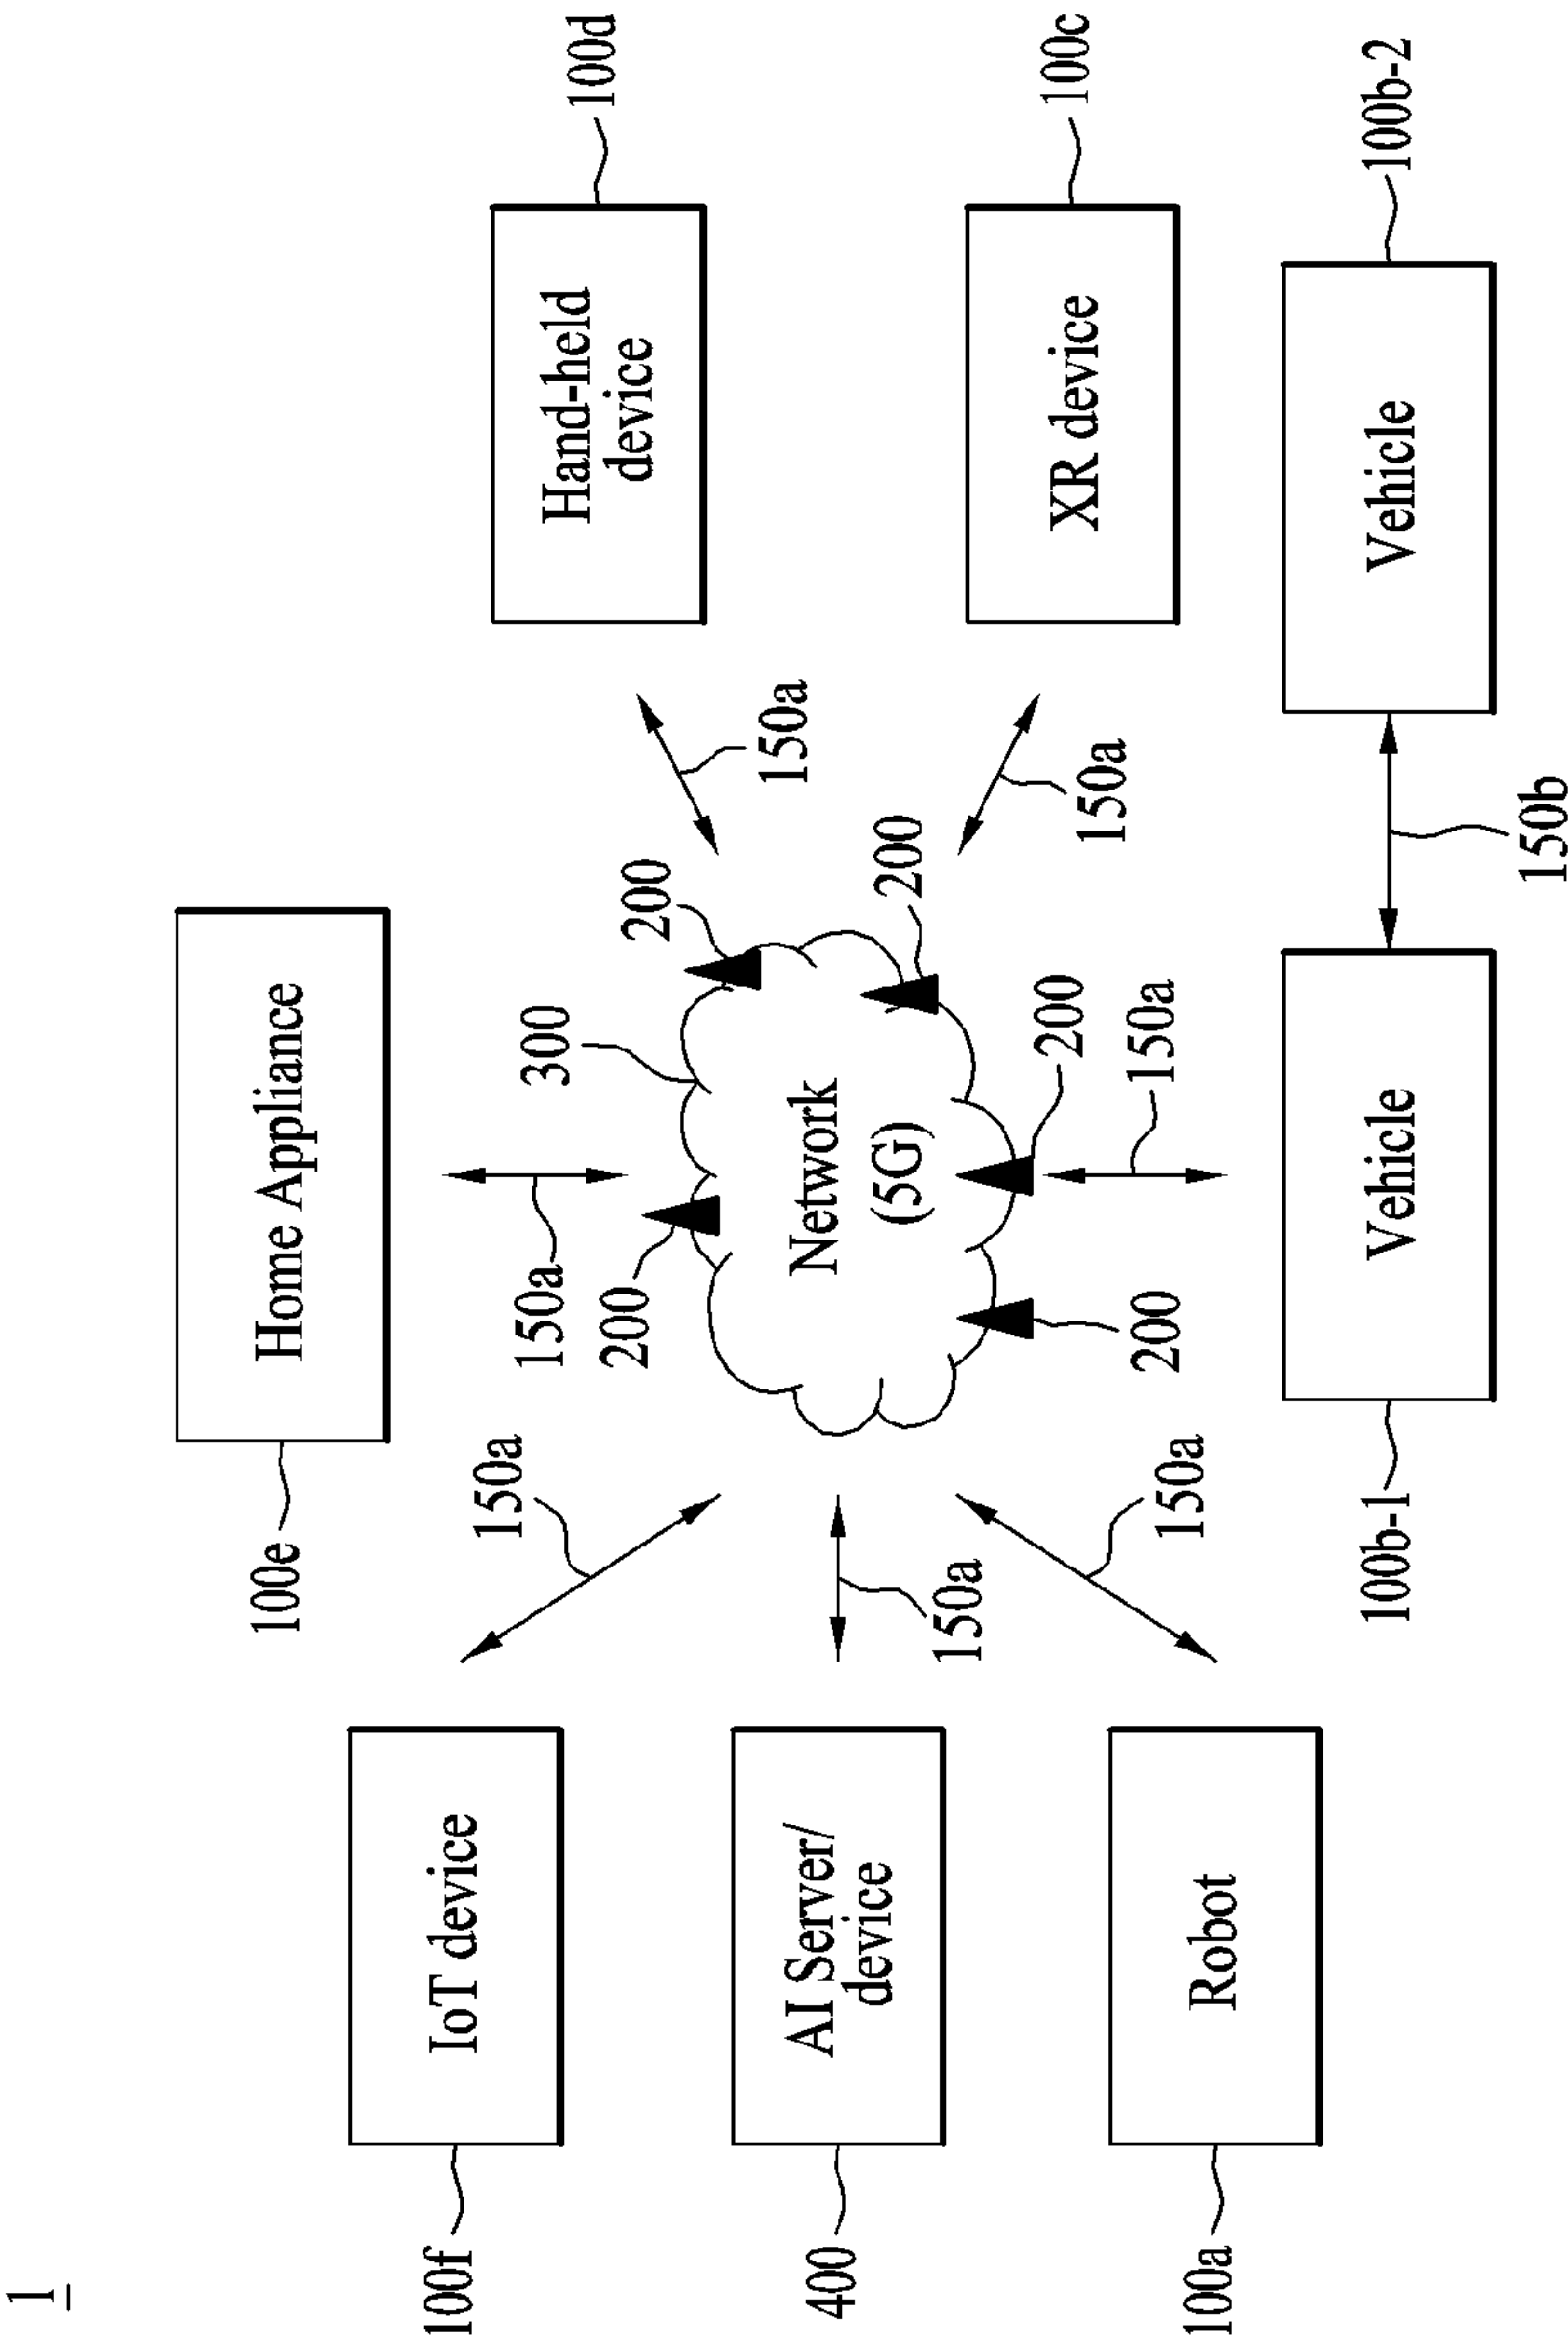 1
100e
Home Appliance
100f
IoT device
150a
150a
300
200
200
150a
Hand-held
device
100d
400
AI Server/
device
150a
Network
(5G)
200
150a
XR device
100c
100a
Robot
150a
200
200
150a
100b-1
Vehicle
150b
Vehicle
100b-2